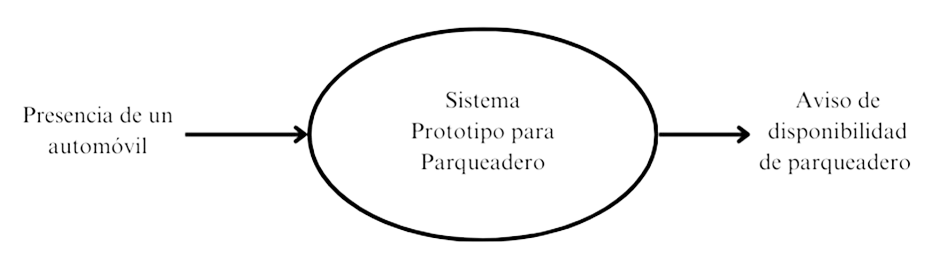 Presencia de un
automóvil
Sistema
Prototipo para
Parqueadero
Aviso de
disponibilidad
de parqueadero